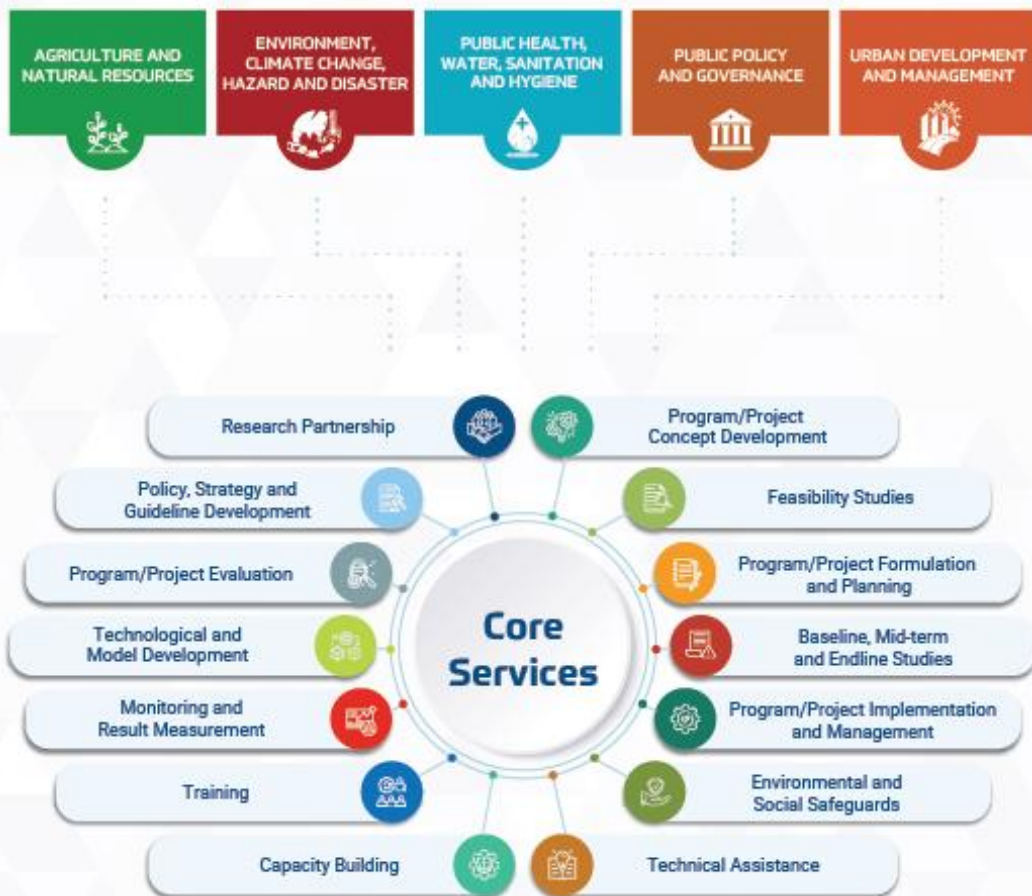 AGRICULTURE AND
NATURAL RESOURCES
ENVIRONMENT,
CLIMATE CHANGE,
HAZARD AND DISASTER
PUBLIC HEALTH,
WATER, SANITATION
AND HYGIENE
PUBLIC POLICY
AND GOVERNANCE
URBAN DEVELOPMENT
AND MANAGEMENT
Core
Services
Research Partnership
Policy, Strategy and
Guideline Development
Program/Project Evaluation
Technological and
Model Development
Monitoring and
Result Measurement
Training
Capacity Building
Program/Project
Concept Development
Feasibility Studies
Program/Project Formulation
and Planning
Baseline, Mid-term
and Endline Studies
Program/Project Implementation
and Management
Environmental and
Social Safeguards
Technical Assistance